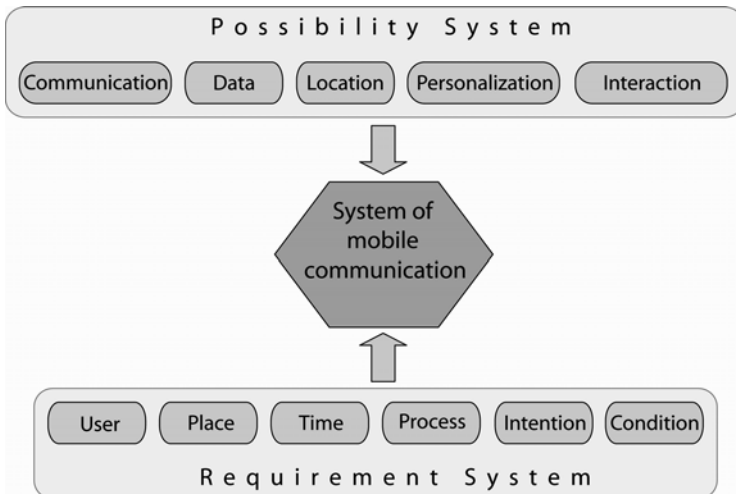 Possibility System
Communication Data Location Personalization Interaction
System of
mobile
communication
User Place Time Process Intention Condition
Requirement System